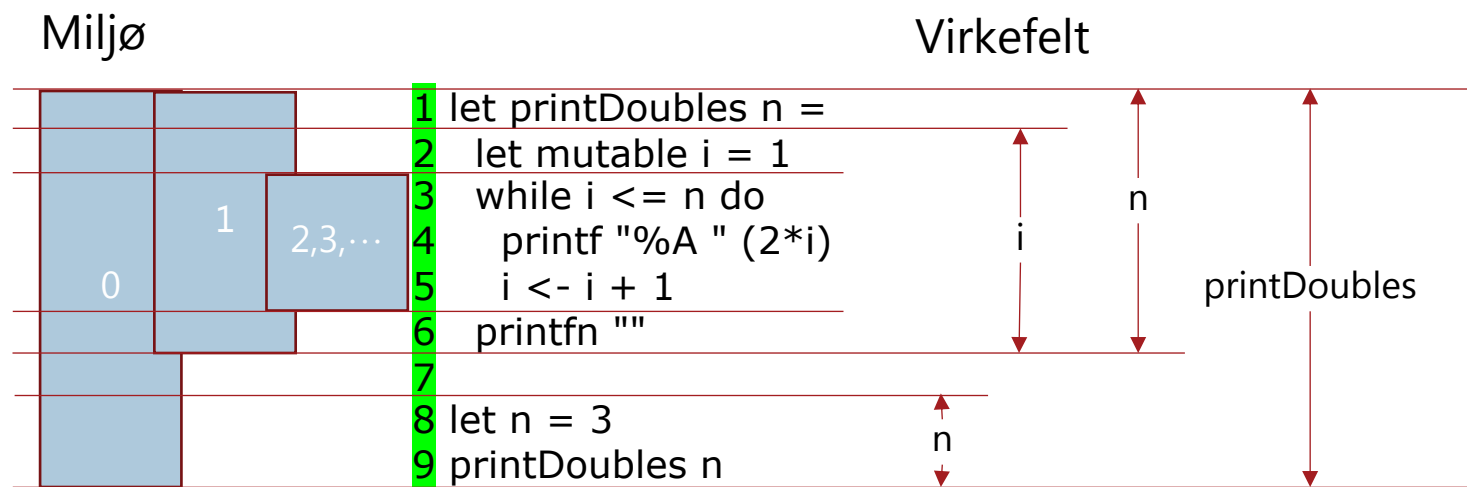 Miljø
Virkefelt
1 let printDoubles n =
2 let mutable i = 1
3 while i <= n do
4 printf "%A " (2*i)
5 i <- i + 1
6 printfn ""
7
8 let n = 3
9 printDoubles n
0
1
2,3,⋯
i
n
n
printDoubles